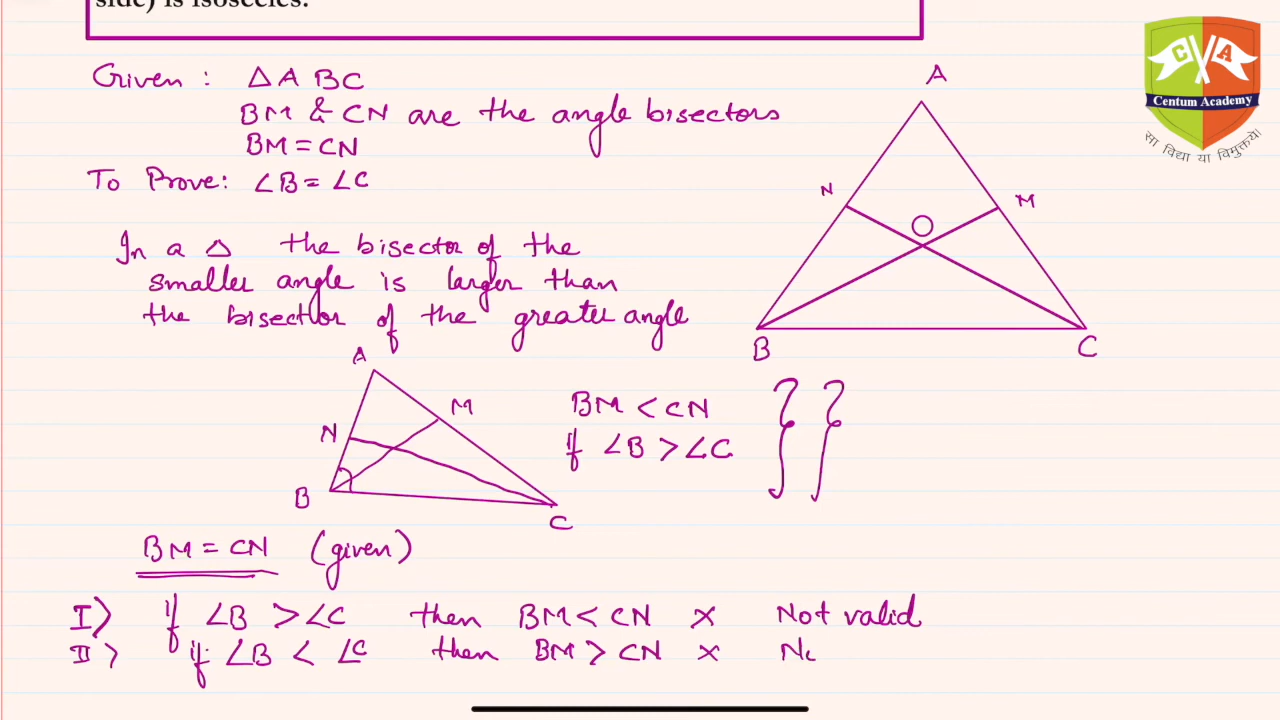 side) is isosceles.
Given : △ A B C
BM & CN are the angle bisectors
BM = CN
To Prove: ∠B = ∠C
In a △ the bisector of the
smaller angle is larger than
the bisector of the greater angle
A
N
M
O
B
C
C A
Centum Academy
सा विद्या या विमुक्तये।
A
M
N
B
C
BM < CN
if ∠B > ∠C
BM = CN (given)
I) if ∠B > ∠C then BM < CN × Not valid
II) if ∠B < ∠C then BM > CN × No